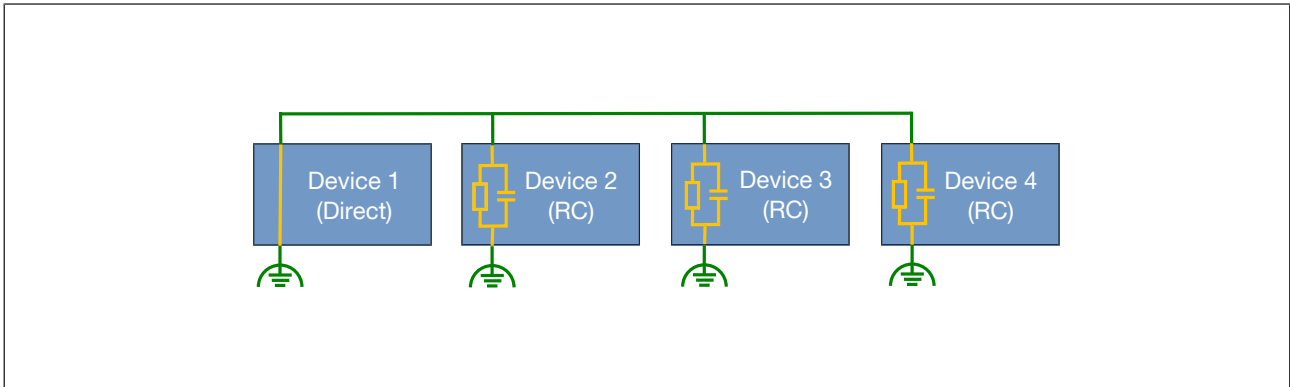 Device 1
(Direct)
Device 2
(RC)
Device 3
(RC)
Device 4
(RC)